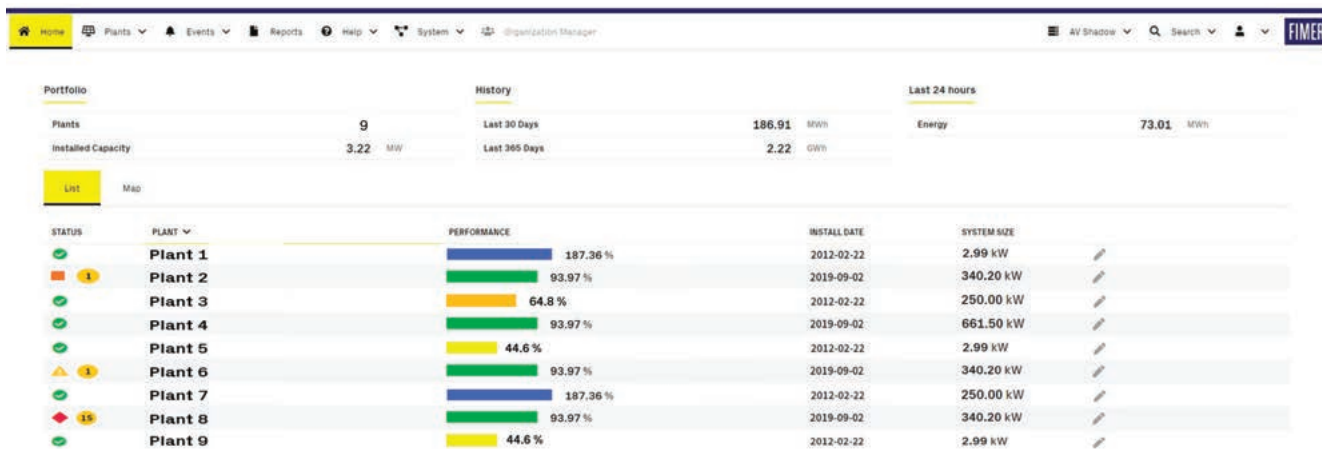 Home Plants Events Reports Help System Organization Manager AV Shadow Search FIMER
Portfolio History Last 24 hours
Plants 9 Last 30 Days 186.91 MWh Energy 73.01 MWh
Installed Capacity 3.22 MW Last 365 Days 2.22 GWh
List Map
STATUS PLANT PERFORMANCE INSTALL DATE SYSTEM SIZE
Plant 1 187.36 % 2012-02-22 2.99 kW
1 Plant 2 93.97 % 2019-09-02 340.20 kW
Plant 3 64.8 % 2012-02-22 250.00 kW
Plant 4 93.97 % 2019-09-02 661.50 kW
Plant 5 44.6 % 2012-02-22 2.99 kW
1 Plant 6 93.97 % 2019-09-02 340.20 kW
Plant 7 187.36 % 2012-02-22 250.00 kW
15 Plant 8 93.97 % 2019-09-02 340.20 kW
Plant 9 44.6 % 2012-02-22 2.99 kW